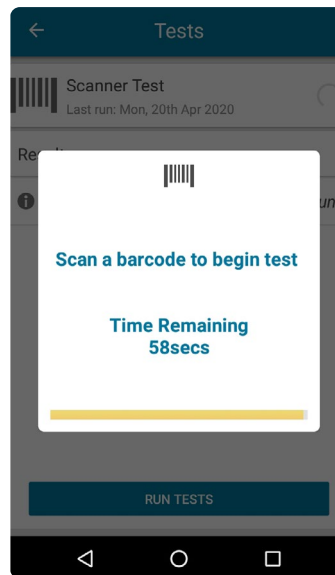 Tests
Scanner Test
Last run: Mon, 20th Apr 2020
Scan a barcode to begin test
Time Remaining
58secs
RUN TESTS